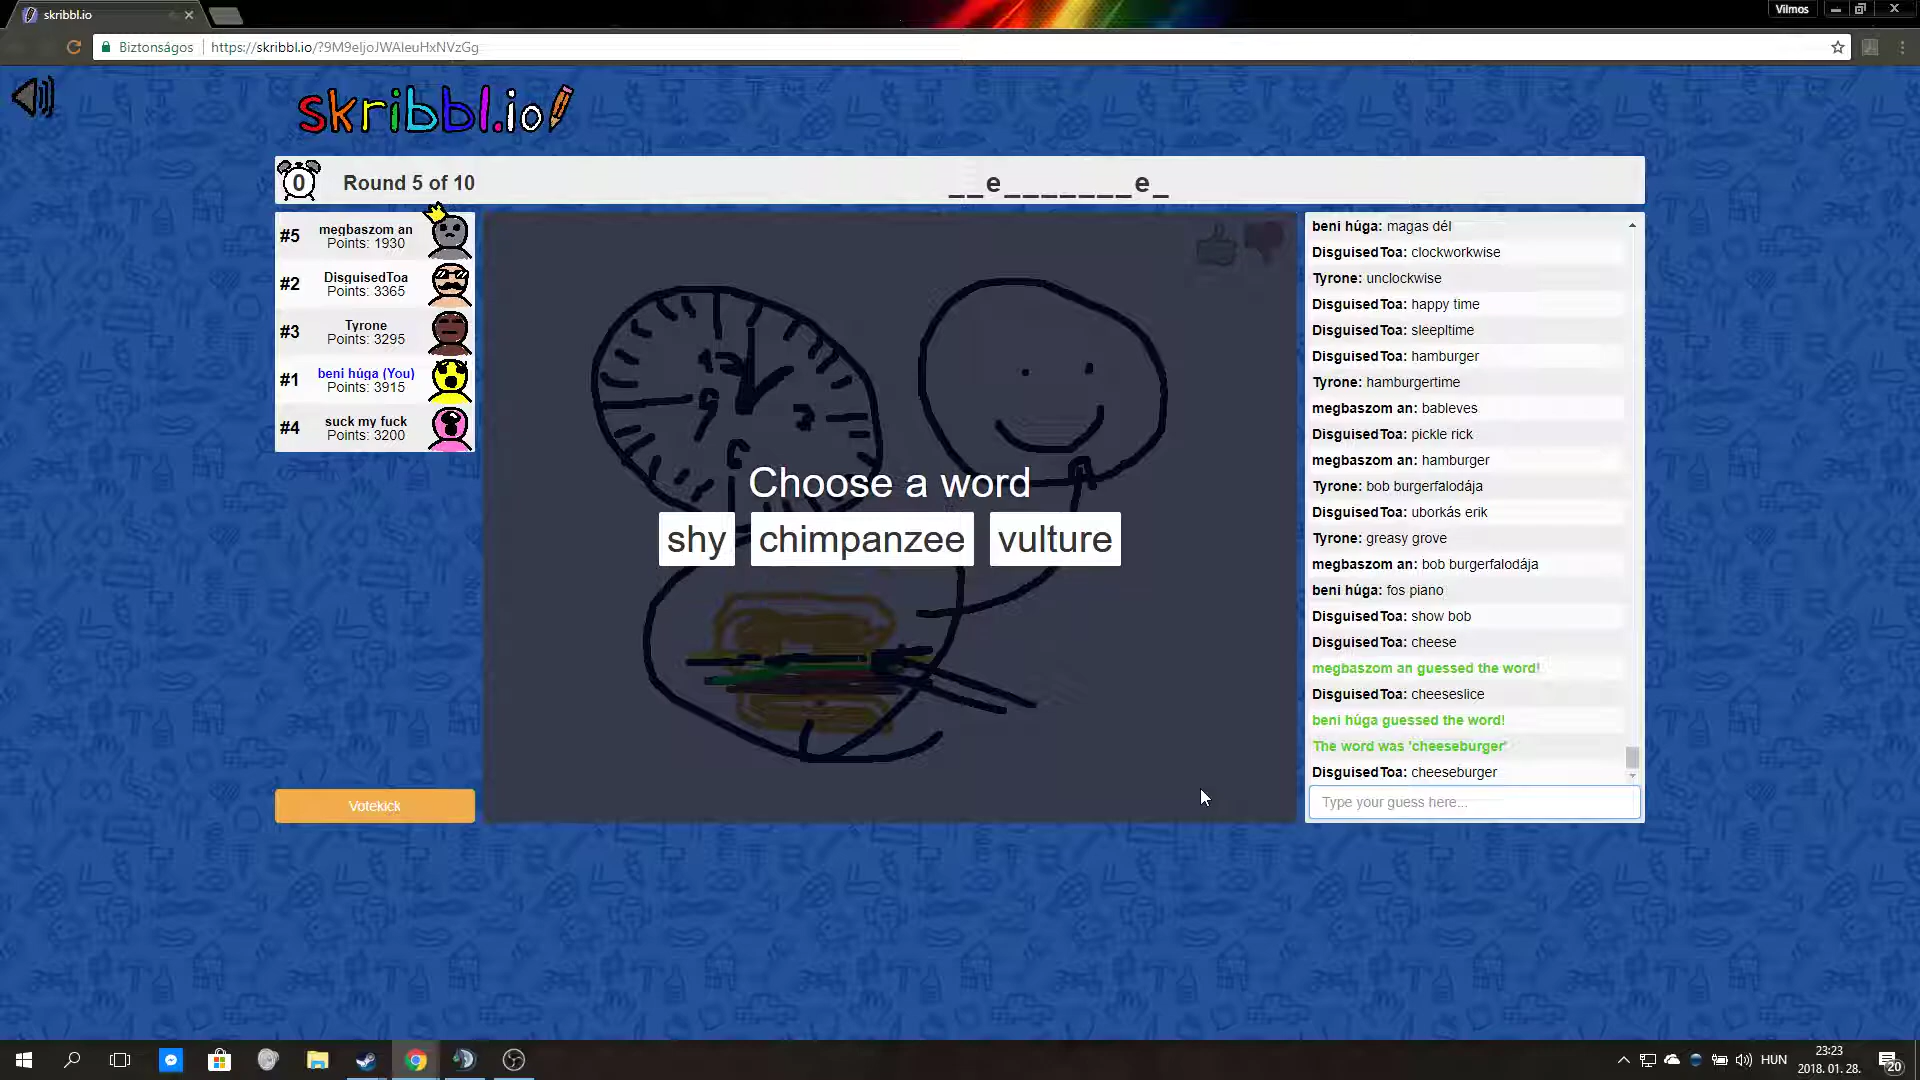 skribbl.io
Vilmos
Biztonságos
https://skribbl.io/?9M9eljoJWAleuHxNVzGg
skribbl.io
0
Round 5 of 10
__e_______e_
#5
megbaszom an
Points: 1930
#2
DisguisedToa
Points: 3365
#3
Tyrone
Points: 3295
#1
beni húga (You)
Points: 3915
#4
suck my fuck
Points: 3200
Votekick
12
9
3
6
Choose a word
shy chimpanzee vulture
beni húga: magas dél
DisguisedToa: clockworkwise
Tyrone: unclockwise
DisguisedToa: happy time
DisguisedToa: sleepltime
DisguisedToa: hamburger
Tyrone: hamburgertime
megbaszom an: bableves
DisguisedToa: pickle rick
megbaszom an: hamburger
Tyrone: bob burgerfalodája
DisguisedToa: uborkás erik
Tyrone: greasy grove
megbaszom an: bob burgerfalodája
beni húga: fos piano
DisguisedToa: show bob
DisguisedToa: cheese
megbaszom an guessed the word!
DisguisedToa: cheeseslice
beni húga guessed the word!
The word was 'cheeseburger'
DisguisedToa: cheeseburger
Type your guess here...
HUN
23:23
2018. 01. 28.
20